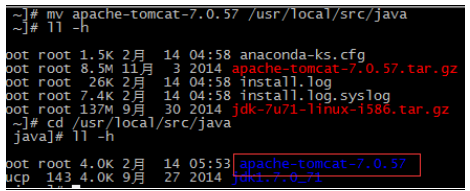 ~]# mv apache-tomcat-7.0.57 /usr/local/src/java
~]# ll -h
oot root 1.5K 2月 14 04:58 anaconda-ks.cfg
oot root 8.5M 11月 3 2014 apache-tomcat-7.0.57.tar.gz
oot root 26K 2月 14 04:58 install.log
oot root 7.4K 2月 14 04:58 install.log.syslog
oot root 137M 9月 30 2014 jdk-7u71-linux-i586.tar.gz
~]# cd /usr/local/src/java
java]# ll -h
oot root 4.0K 2月 14 05:53 apache-tomcat-7.0.57
ucp 143 4.0K 9月 27 2014 jdk1.7.0_71